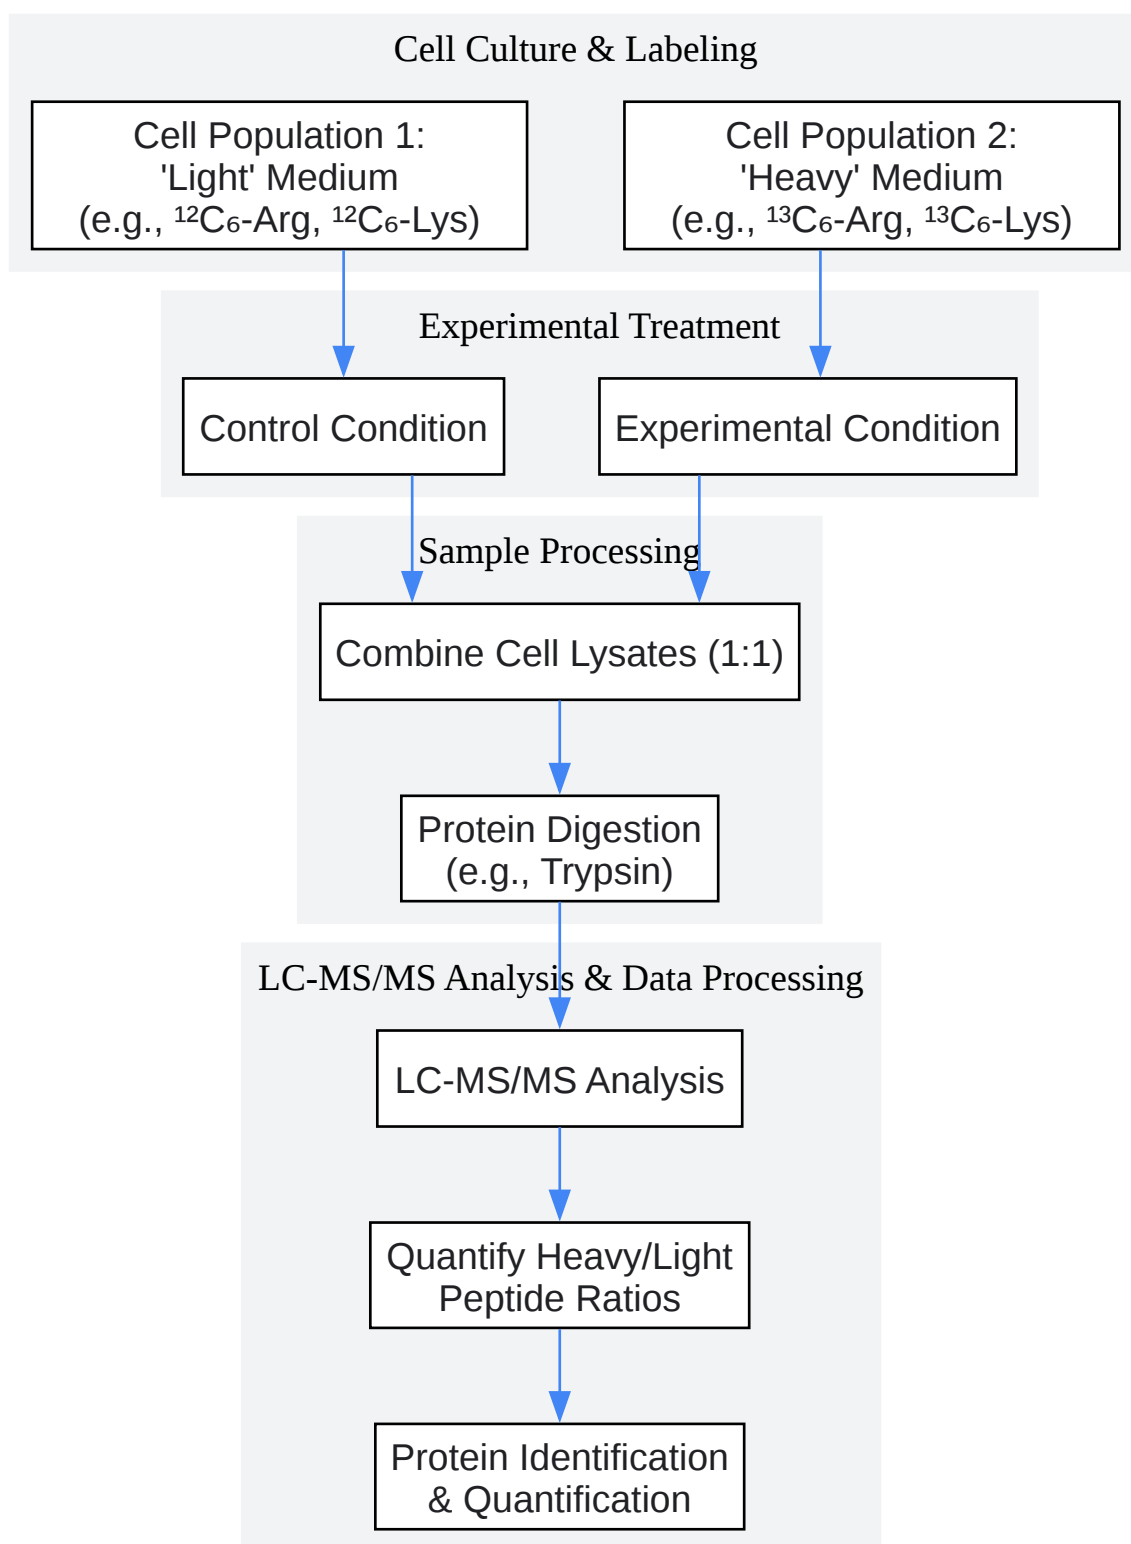 Cell Culture & Labeling
Cell Population 1:
'Light' Medium
(e.g., ¹²C₆-Arg, ¹²C₆-Lys)
Cell Population 2:
'Heavy' Medium
(e.g., ¹³C₆-Arg, ¹³C₆-Lys)
Experimental Treatment
Control Condition
Experimental Condition
Sample Processing
Combine Cell Lysates (1:1)
Protein Digestion
(e.g., Trypsin)
LC-MS/MS Analysis & Data Processing
LC-MS/MS Analysis
Quantify Heavy/Light
Peptide Ratios
Protein Identification
& Quantification